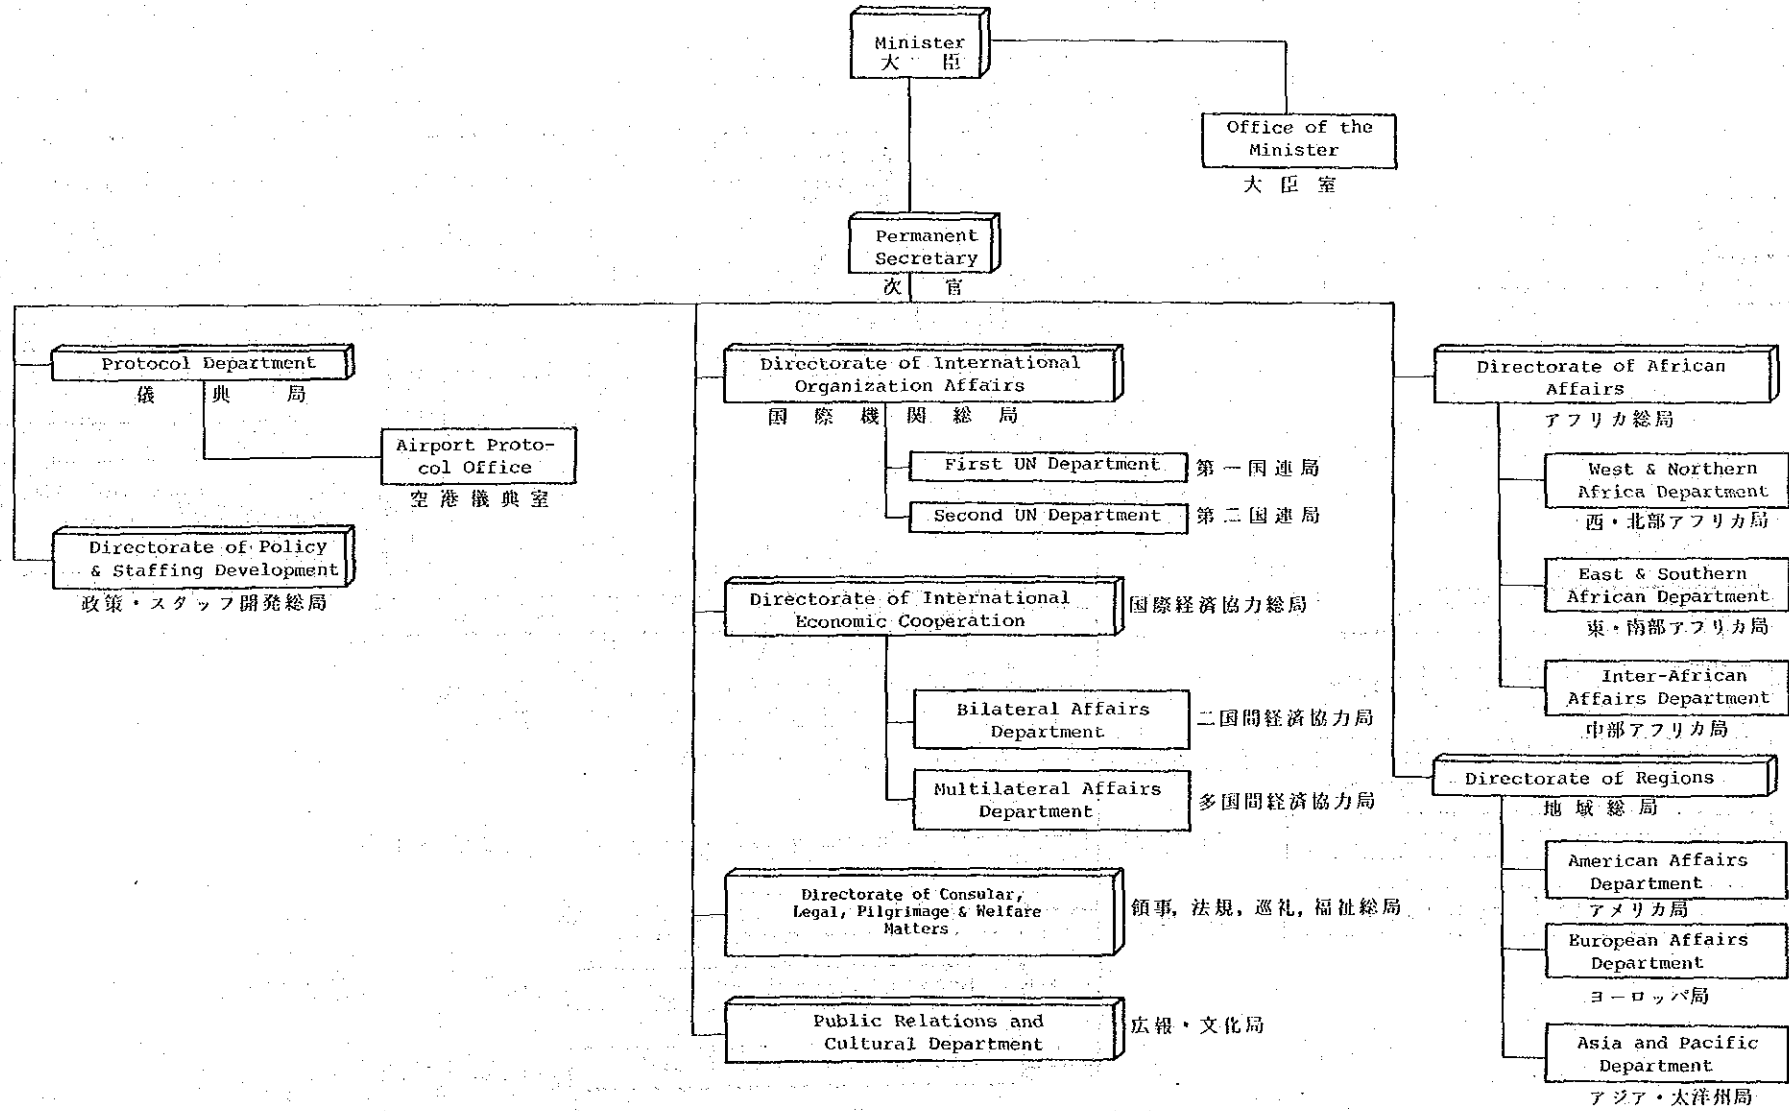 Minister
大臣
Office of the
Minister
大臣室
Permanent
Secretary
次官
Protocol Department
儀典局
Airport Proto-
col Office
空港儀典室
Directorate of Policy
& Staffing Development
政策・スタッフ開発総局
Directorate of International
Organization Affairs
国際機関総局
First UN Department
第一国連局
Second UN Department
第二国連局
Directorate of International
Economic Cooperation
国際経済協力総局
Bilateral Affairs
Department
二国間経済協力局
Multilateral Affairs
Department
多国間経済協力局
Directorate of Consular,
Legal, Pilgrimage & Welfare
Matters
領事, 法規, 巡礼, 福祉総局
Public Relations and
Cultural Department
広報・文化局
Directorate of African
Affairs
アフリカ総局
West & Northern
Africa Department
西・北部アフリカ局
East & Southern
African Department
東・南部アフリカ局
Inter-African
Affairs Department
中部アフリカ局
Directorate of Regions
地域総局
American Affairs
Department
アメリカ局
European Affairs
Department
ヨーロッパ局
Asia and Pacific
Department
アジア・太洋州局